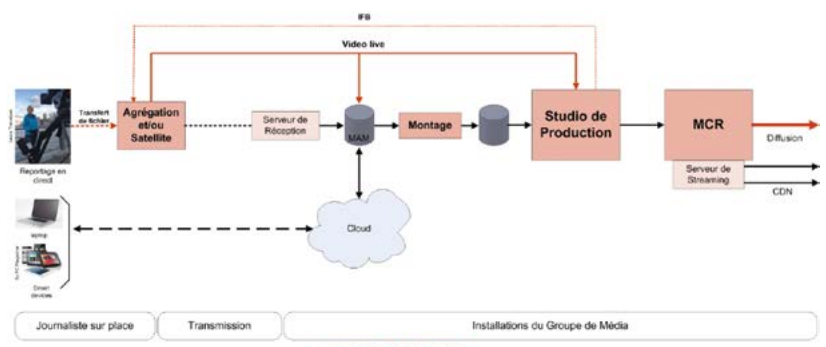 IFB
Video live
Transfert
de fichier
Agrégation
et/ou
Satellite
Serveur de
Réception
MAM
Montage
Studio de
Production
MCR
Diffusion
Serveur de
Streaming
CDN
Reportage en
direct
Cloud
laptop
Smart
devices
Journaliste sur place
Transmission
Installations du Groupe de Média